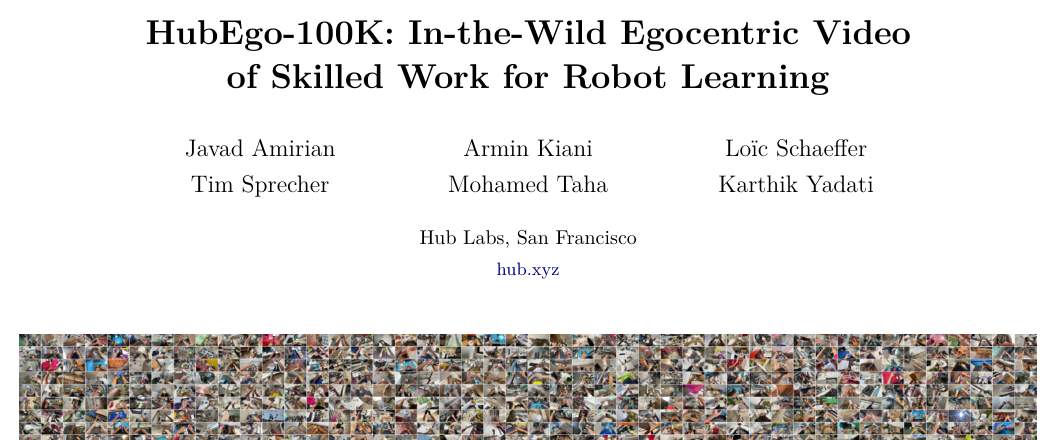 HubEgo-100K: In-the-Wild Egocentric Video
of Skilled Work for Robot Learning
Javad Amirian Armin Kiani Loïc Schaeffer
Tim Sprecher Mohamed Taha Karthik Yadati
Hub Labs, San Francisco
hub.xyz